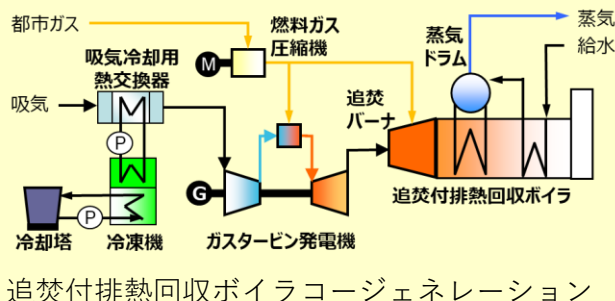 都市ガス
燃料ガス
圧縮機
蒸気
ドラム
蒸気
給水
吸気冷却用
熱交換器
M
追焚
バーナ
吸気
P
G
P
追焚付排熱回収ボイラ
冷却塔
冷凍機
ガスタービン発電機
追焚付排熱回収ボイラコージェネレーション